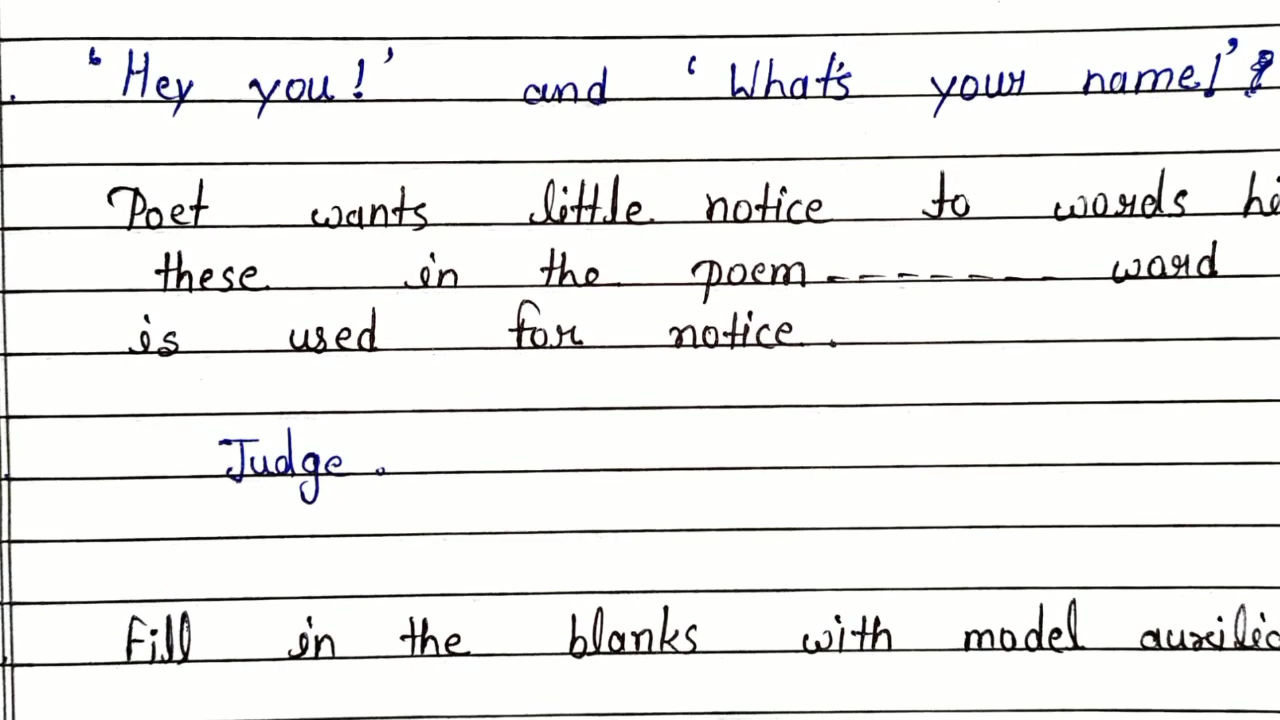 'Hey you!' and 'What's your name!'
Poet wants little notice to words
these in the poem ------- word
is used for notice.
Judge.
Fill in the blanks with model